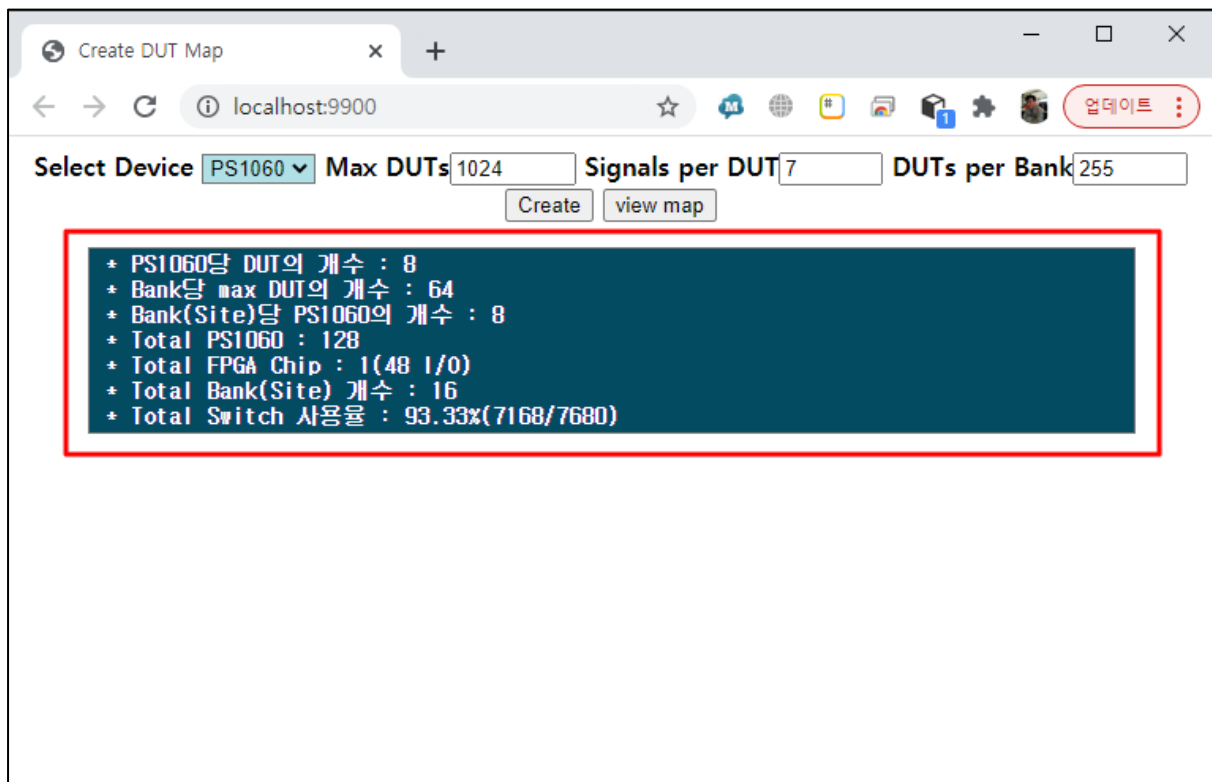 Create DUT Map
localhost:9900
M
#
1
업데이트
Select Device PS1060 Max DUTs 1024 Signals per DUT 7 DUTs per Bank 255
Create view map
* PS1060당 DUT의 개수 : 8
* Bank당 max DUT의 개수 : 64
* Bank(Site)당 PS1060의 개수 : 8
* Total PS1060 : 128
* Total FPGA Chip : 1(48 I/O)
* Total Bank(Site) 개수 : 16
* Total Switch 사용율 : 93.33%(7168/7680)